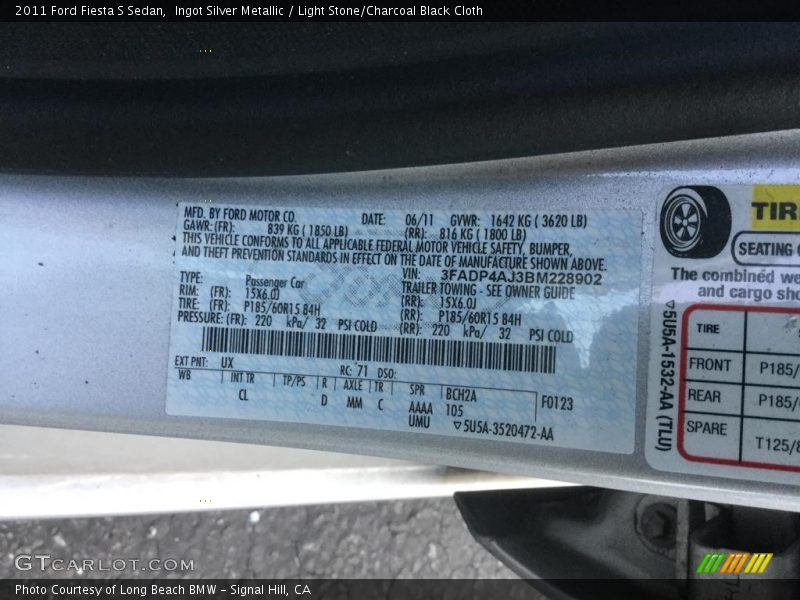 2011 Ford Fiesta S Sedan,  Ingot Silver Metallic / Light Stone/Charcoal Black Cloth
MFD. BY FORD MOTOR CO. DATE: 06/11 GVWR: 1642 KG ( 3620 LB)
GAWR: (FR): 839 KG ( 1850 LB) (RR): 816 KG ( 1800 LB)
THIS VEHICLE CONFORMS TO ALL APPLICABLE FEDERAL MOTOR VEHICLE SAFETY, BUMPER,
AND THEFT PREVENTION STANDARDS IN EFFECT ON THE DATE OF MANUFACTURE SHOWN ABOVE.
VIN: 3FADP4AJ3BM228902
TYPE: Passenger Car TRAILER TOWING - SEE OWNER GUIDE
RIM: (FR): 15X6.0J (RR): 15X6.0J
TIRE: (FR): P185/60R15 84H (RR): P185/60R15 84H
PRESSURE: (FR): 220 kPa/ 32 PSI COLD (RR): 220 kPa/ 32 PSI COLD
EXT PNT: UX RC: 71 DSO:
WB INT TR TP/PS R AXLE TR SPR BCH2A F0123
CL D MM C AAAA 105
UMU ▽5U5A-3520472-AA
TIR
SEATING
The combined we
and cargo sho
▽5U5A-1532-AA (TLU)
TIRE
FRONT P185/
REAR P185/
SPARE T125/
GTCARLOT.COM
Photo Courtesy of Long Beach BMW - Signal Hill, CA